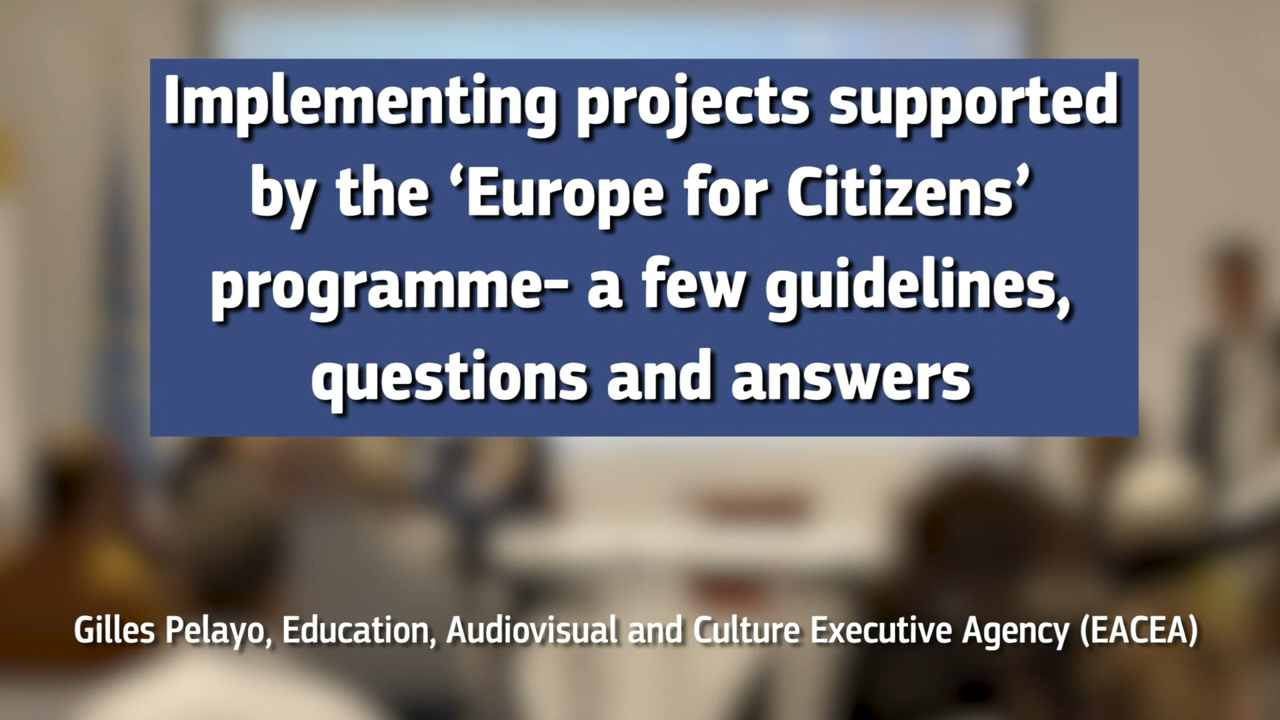 Implementing projects supported
by the ‘Europe for Citizens’
programme– a few guidelines,
questions and answers
Gilles Pelayo, Education, Audiovisual and Culture Executive Agency (EACEA)